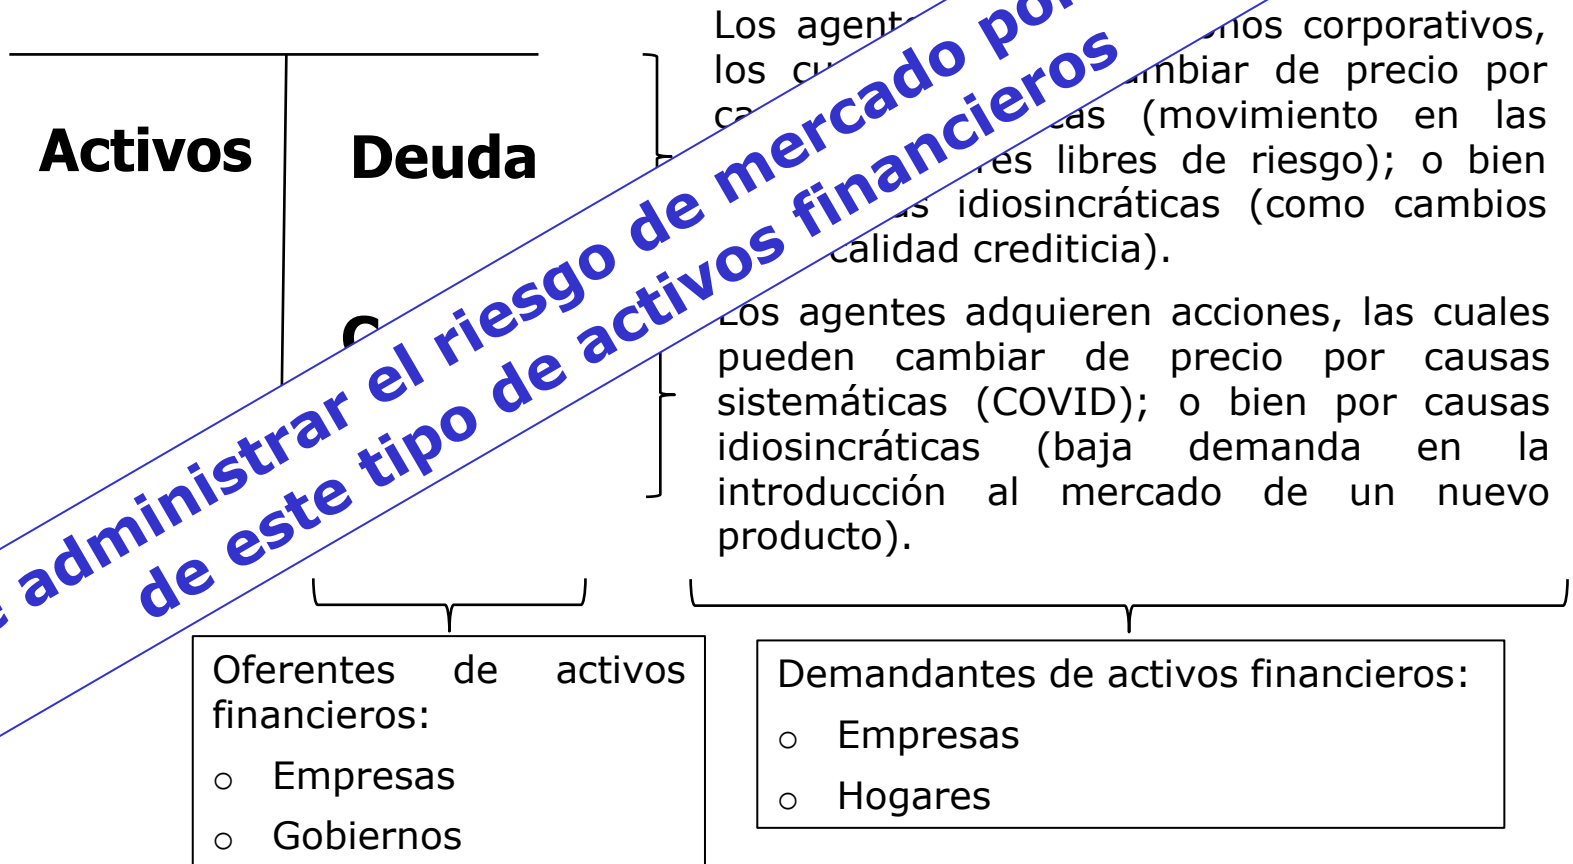 Activos
Deuda
C
Los agent nos corporativos,
los cu mbiar de precio por
ca cas (movimiento en las
res libres de riesgo); o bien
s idiosincráticas (como cambios
calidad crediticia).
Los agentes adquieren acciones, las cuales
pueden cambiar de precio por causas
sistemáticas (COVID); o bien por causas
idiosincráticas (baja demanda en la
introducción al mercado de un nuevo
producto).
administrar el riesgo de mercado por
de este tipo de activos financieros
Oferentes de activos
financieros:
o Empresas
o Gobiernos
Demandantes de activos financieros:
o Empresas
o Hogares